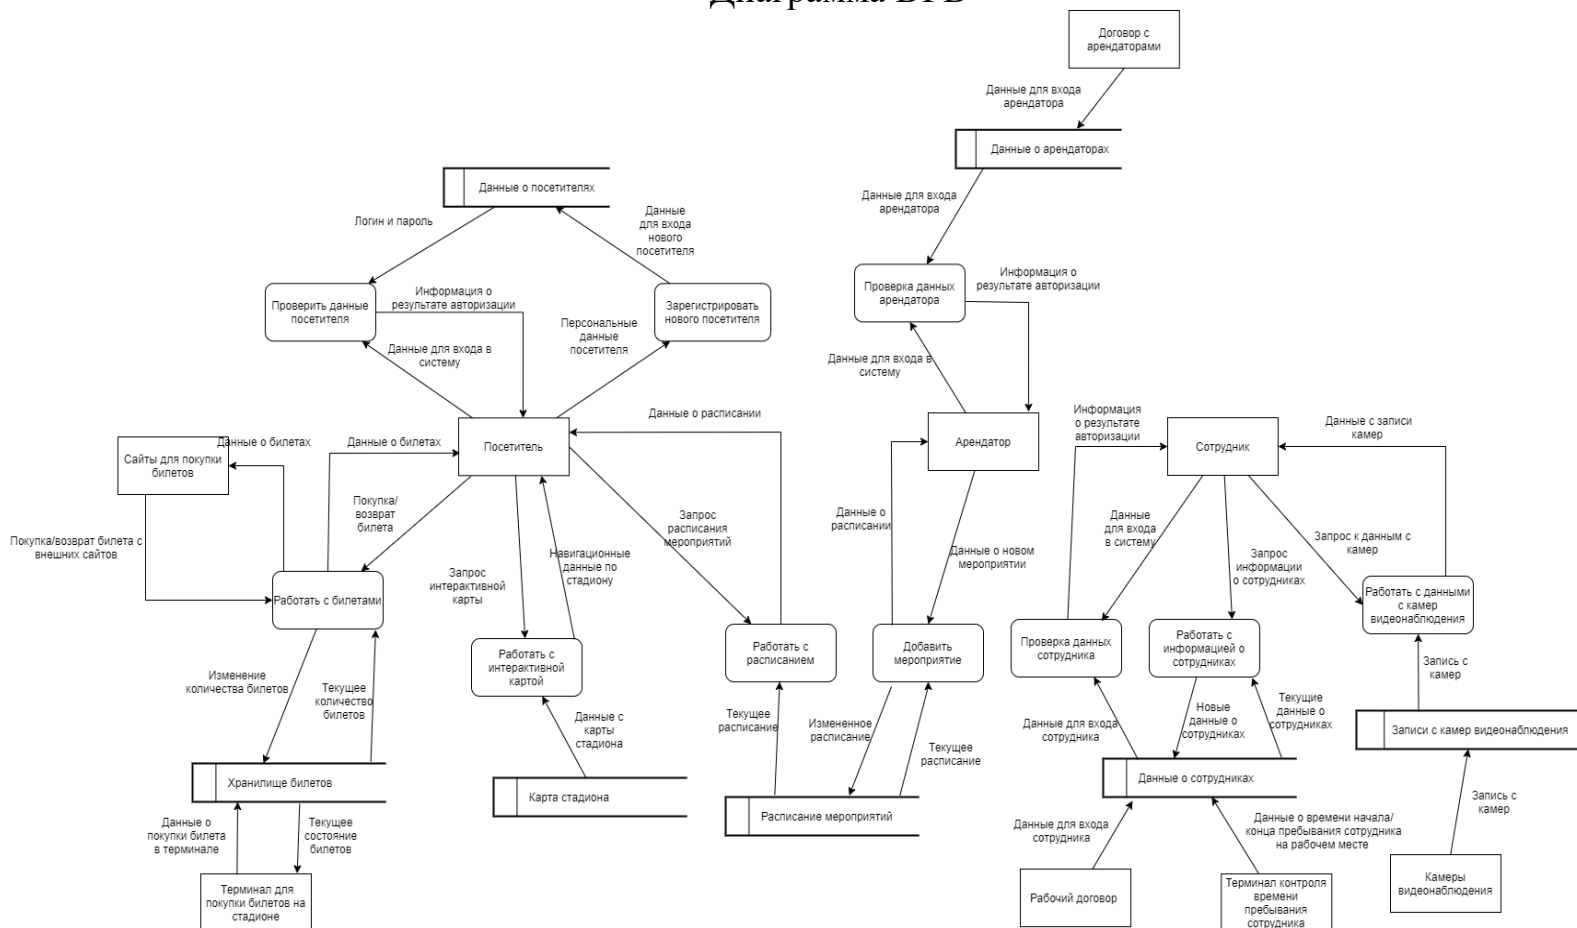 Диаграмма DFD
Договор с
арендаторами
Данные для входа
арендатора
Данные о арендаторах
Данные для входа
арендатора
Данные о посетителях
Логин и пароль
Данные
для входа
нового
посетителя
Проверить данные
посетителя
Информация о
результате авторизации
Зарегистрировать
нового посетителя
Персональные
данные
посетителя
Данные для входа в
систему
Проверка данных
арендатора
Информация о
результате авторизации
Данные для входа в
систему
Данные о расписании
Посетитель
Арендатор
Информация
о результате
авторизации
Сотрудник
Данные с записи
камер
Сайты для покупки
билетов
Данные о билетах
Данные о билетах
Покупка/
возврат
билета
Покупка/возврат билета с
внешних сайтов
Запрос
расписания
мероприятий
Данные о
расписании
Данные о новом
мероприятии
Данные
для входа
в систему
Запрос
информации
о сотрудниках
Запрос к данным с
камер
Запрос
интерактивной
карты
Навигационные
данные по
стадиону
Работать с билетами
Работать с
интерактивной
картой
Работать с
расписанием
Добавить
мероприятие
Проверка данных
сотрудника
Работать с
информацией о
сотрудниках
Работать с данными
с камер
видеонаблюдения
Изменение
количества билетов
Текущее
количество
билетов
Данные с
карты
стадиона
Текущее
расписание
Измененное
расписание
Текущее
расписание
Данные для входа
сотрудника
Новые
данные о
сотрудниках
Текущие
данные о
сотрудниках
Запись с
камер
Хранилище билетов
Карта стадиона
Расписание мероприятий
Данные о сотрудниках
Записи с камер видеонаблюдения
Данные о
покупки билета
в терминале
Текущее
состояние
билетов
Данные для входа
сотрудника
Данные о времени начала/
конца пребывания сотрудника
на рабочем месте
Запись с
камер
Терминал для
покупки билетов на
стадионе
Рабочий договор
Терминал контроля
времени
пребывания
сотрудника
Камеры
видеонаблюдения